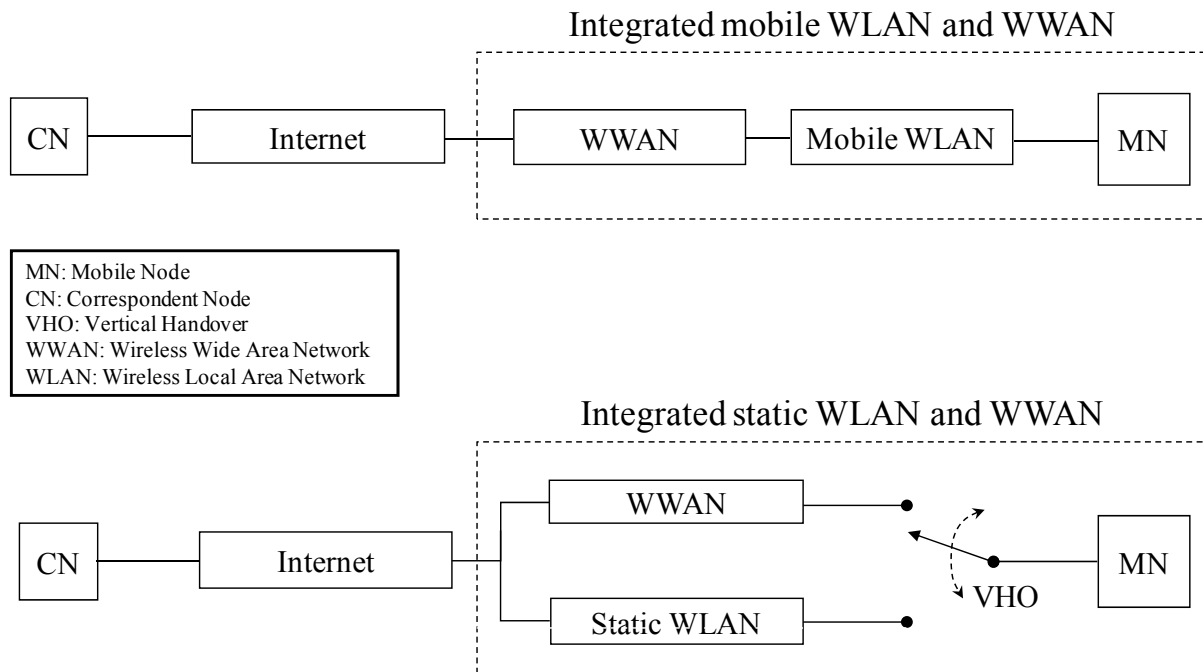 Integrated mobile WLAN and WWAN
CN
Internet
WWAN
Mobile WLAN
MN
MN: Mobile Node
CN: Correspondent Node
VHO: Vertical Handover
WWAN: Wireless Wide Area Network
WLAN: Wireless Local Area Network
Integrated static WLAN and WWAN
WWAN
CN
Internet
MN
VHO
Static WLAN